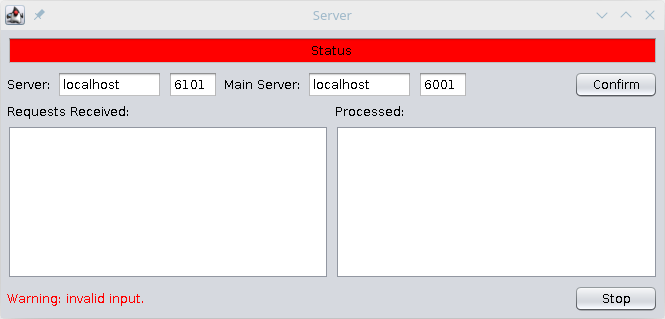 Server
Status
Server: localhost 6101 Main Server: localhost 6001 Confirm
Requests Received: Processed:
Warning: invalid input. Stop